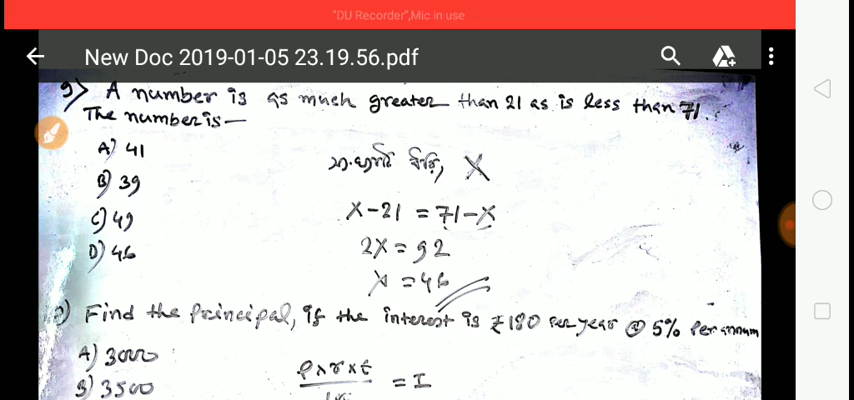 "DU Recorder",Mic in use
New Doc 2019-01-05 23.19.56.pdf
9) A number is as much greater than 21 as is less than 71.
The number is —
A) 41
B) 39
C) 49
D) 46
সংখ্যাটি ধরি, X
X-21 = 71-X
2X = 92
X = 46
Find the Principal, if the interest is ₹180 Per year @ 5% Per annum
A) 3000
B) 3500
P×r×t
= I